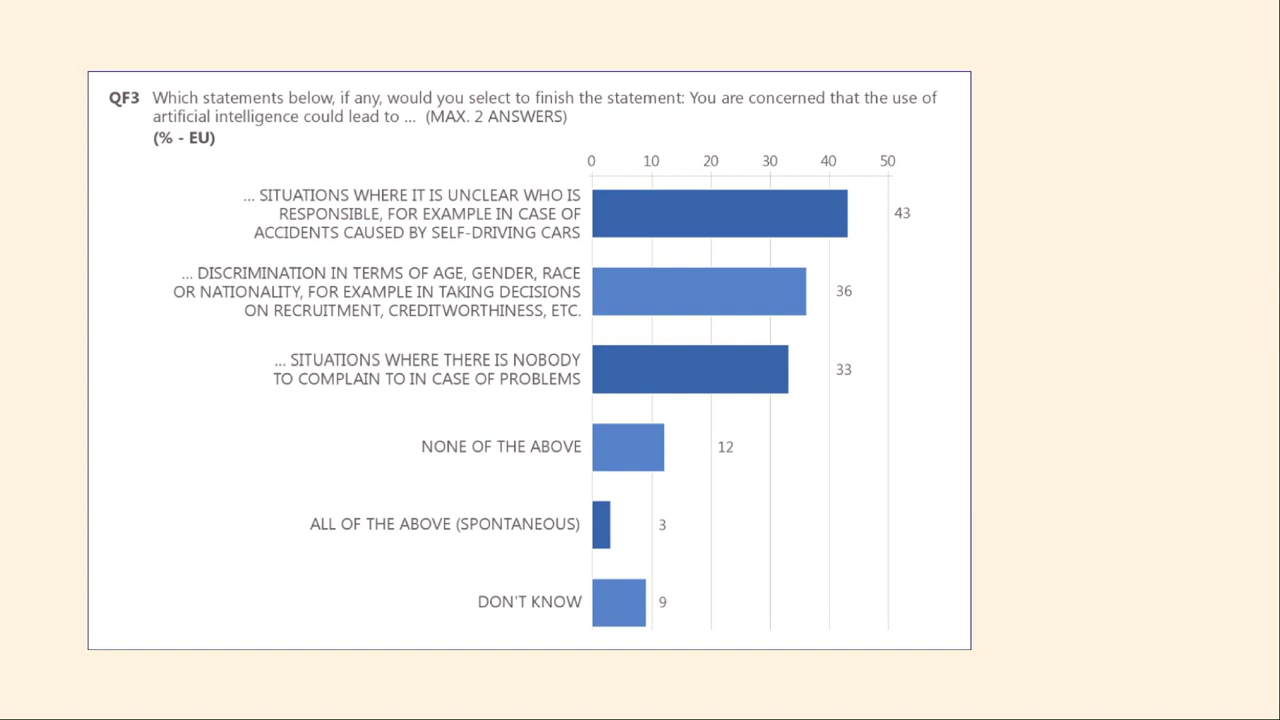 QF3 Which statements below, if any, would you select to finish the statement: You are concerned that the use of
artificial intelligence could lead to ... (MAX. 2 ANSWERS)
(% - EU)
0 10 20 30 40 50
... SITUATIONS WHERE IT IS UNCLEAR WHO IS
RESPONSIBLE, FOR EXAMPLE IN CASE OF
ACCIDENTS CAUSED BY SELF-DRIVING CARS
43
... DISCRIMINATION IN TERMS OF AGE, GENDER, RACE
OR NATIONALITY, FOR EXAMPLE IN TAKING DECISIONS
ON RECRUITMENT, CREDITWORTHINESS, ETC.
36
... SITUATIONS WHERE THERE IS NOBODY
TO COMPLAIN TO IN CASE OF PROBLEMS
33
NONE OF THE ABOVE 12
ALL OF THE ABOVE (SPONTANEOUS) 3
DON'T KNOW 9